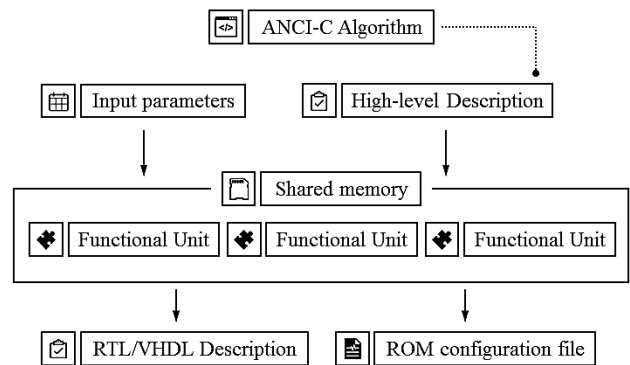 ANCI-C Algorithm
Input parameters
High-level Description
Shared memory
Functional Unit
Functional Unit
Functional Unit
RTL/VHDL Description
ROM configuration file